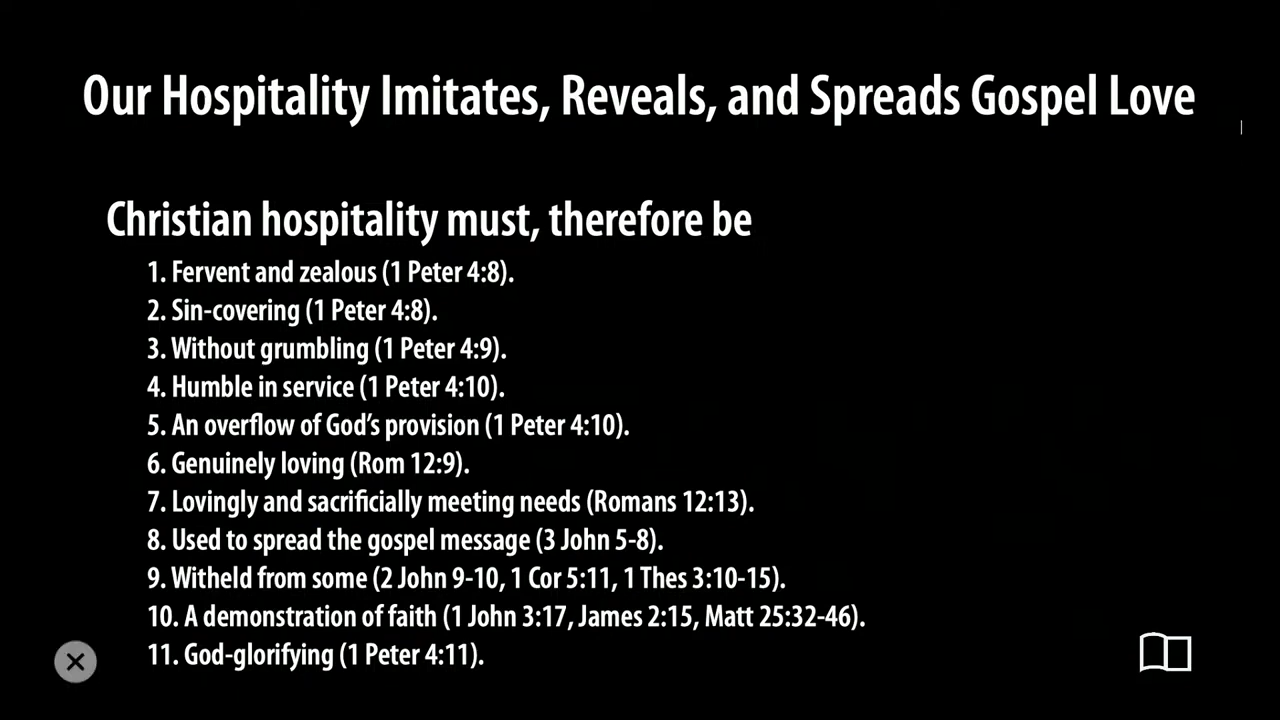 Our Hospitality Imitates, Reveals, and Spreads Gospel Love
Christian hospitality must, therefore be
1. Fervent and zealous (1 Peter 4:8).
2. Sin-covering (1 Peter 4:8).
3. Without grumbling (1 Peter 4:9).
4. Humble in service (1 Peter 4:10).
5. An overflow of God’s provision (1 Peter 4:10).
6. Genuinely loving (Rom 12:9).
7. Lovingly and sacrificially meeting needs (Romans 12:13).
8. Used to spread the gospel message (3 John 5-8).
9. Witheld from some (2 John 9-10, 1 Cor 5:11, 1 Thes 3:10-15).
10. A demonstration of faith (1 John 3:17, James 2:15, Matt 25:32-46).
11. God-glorifying (1 Peter 4:11).